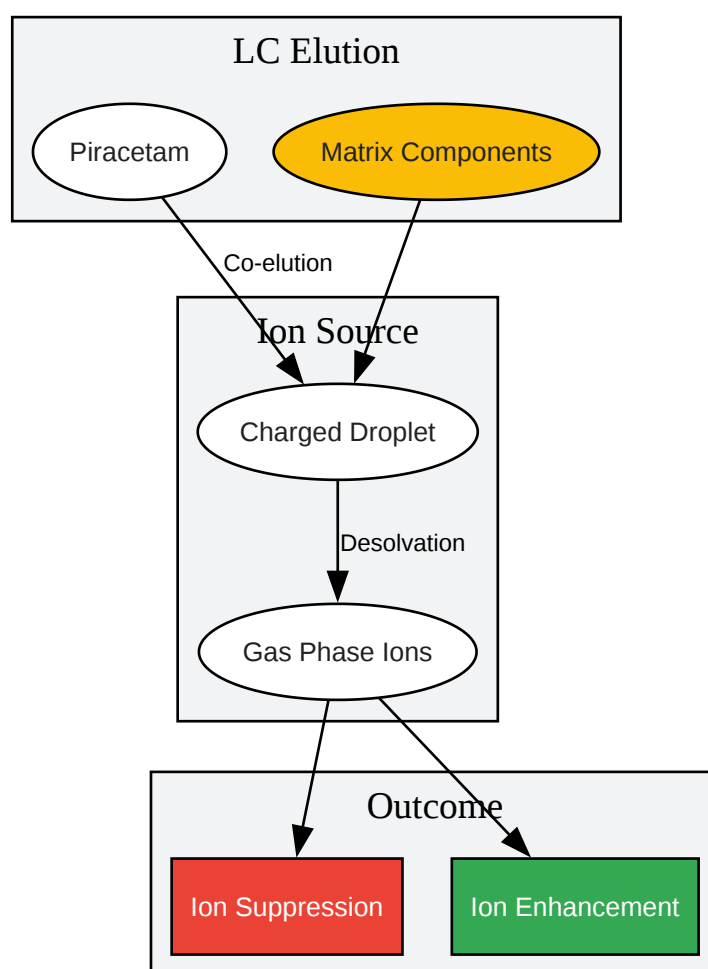 LC Elution
Piracetam
Matrix Components
Co-elution
Ion Source
Charged Droplet
Desolvation
Gas Phase Ions
Outcome
Ion Suppression
Ion Enhancement